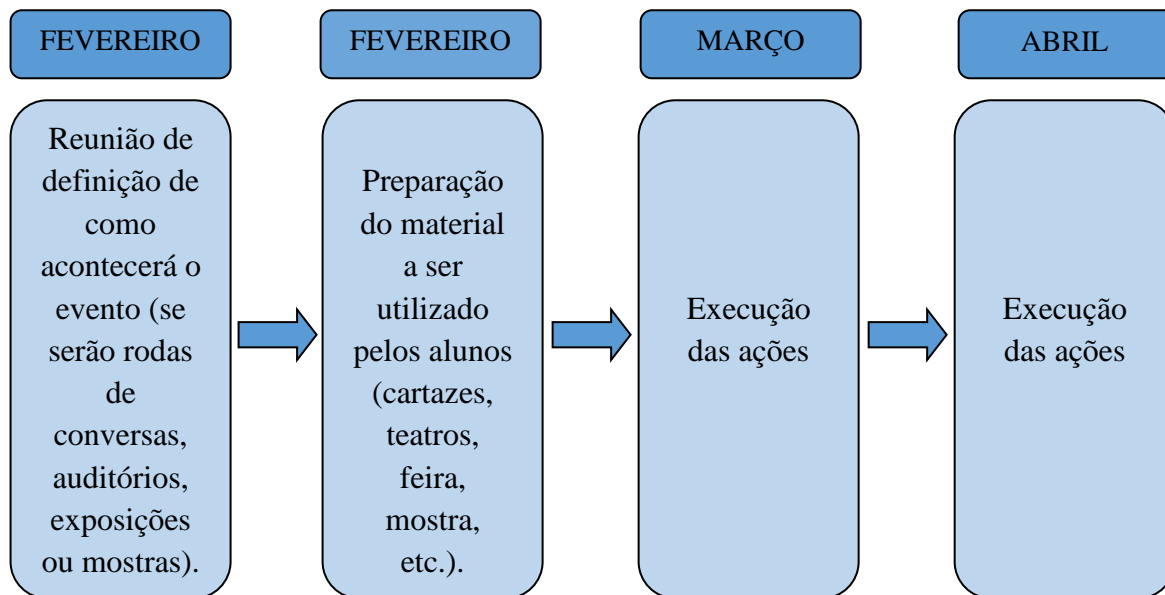 FEVEREIRO
Reunião de
definição de
como
acontecerá o
evento (se
serão rodas
de
conversas,
auditórios,
exposições
ou mostras).
FEVEREIRO
Preparação
do material
a ser
utilizado
pelos alunos
(cartazes,
teatros,
feira,
mostra,
etc.).
MARÇO
Execução
das ações
ABRIL
Execução
das ações